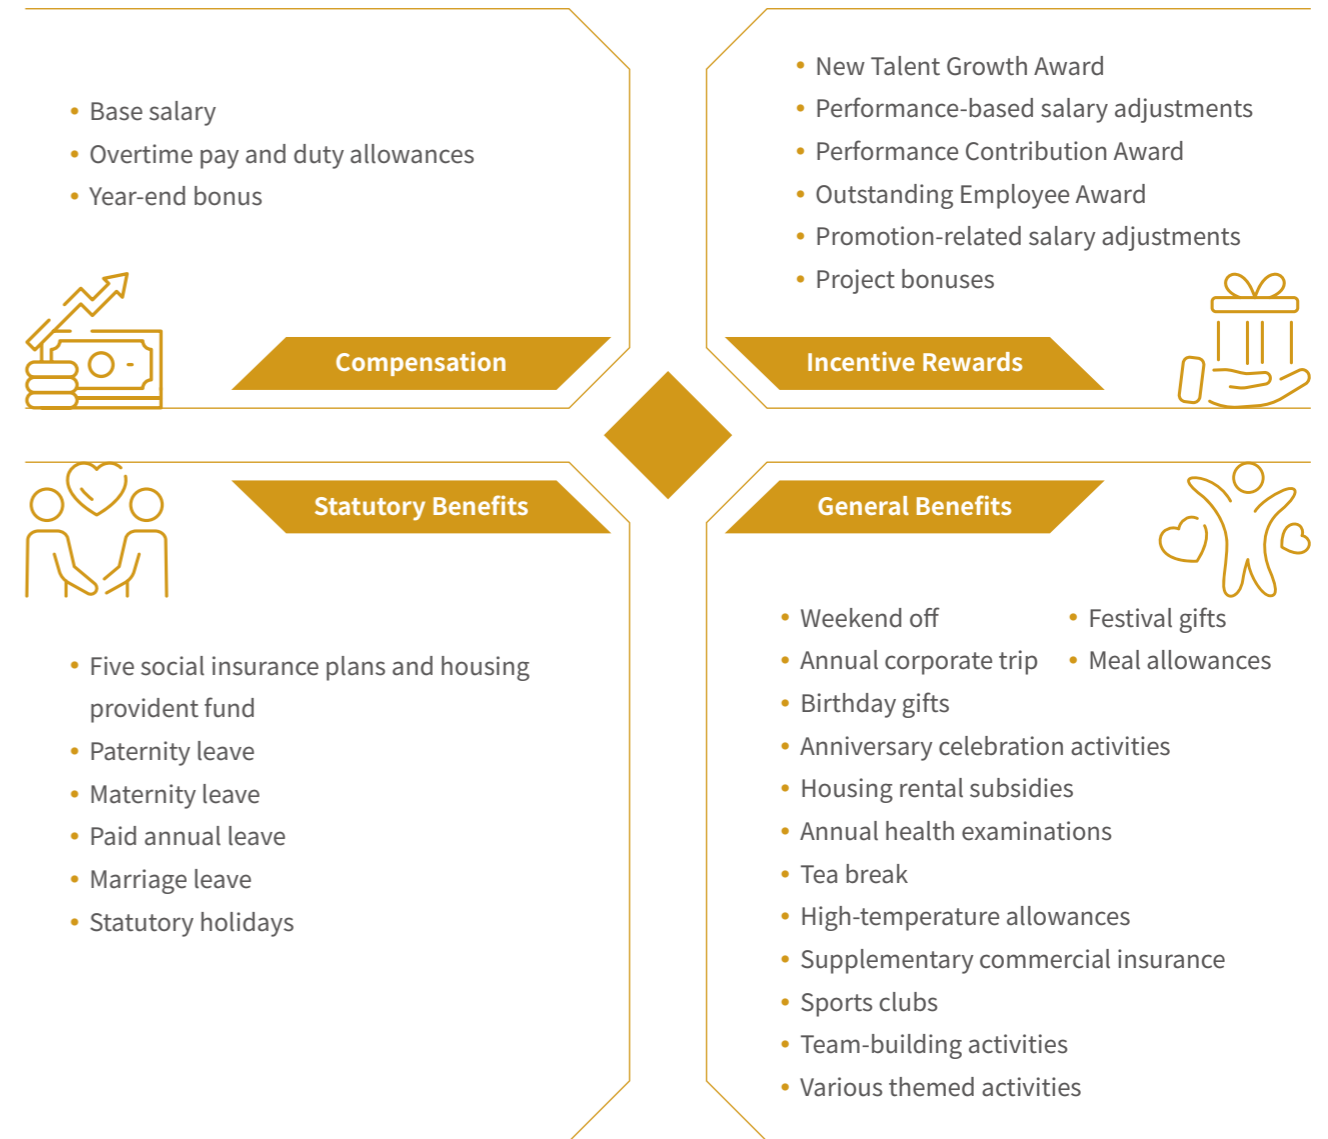 • Base salary
• Overtime pay and duty allowances
• Year-end bonus
Compensation
• New Talent Growth Award
• Performance-based salary adjustments
• Performance Contribution Award
• Outstanding Employee Award
• Promotion-related salary adjustments
• Project bonuses
Incentive Rewards
Statutory Benefits
• Five social insurance plans and housing
provident fund
• Paternity leave
• Maternity leave
• Paid annual leave
• Marriage leave
• Statutory holidays
General Benefits
• Weekend off
• Annual corporate trip
• Birthday gifts
• Anniversary celebration activities
• Housing rental subsidies
• Annual health examinations
• Tea break
• High-temperature allowances
• Supplementary commercial insurance
• Sports clubs
• Team-building activities
• Various themed activities
• Festival gifts
• Meal allowances